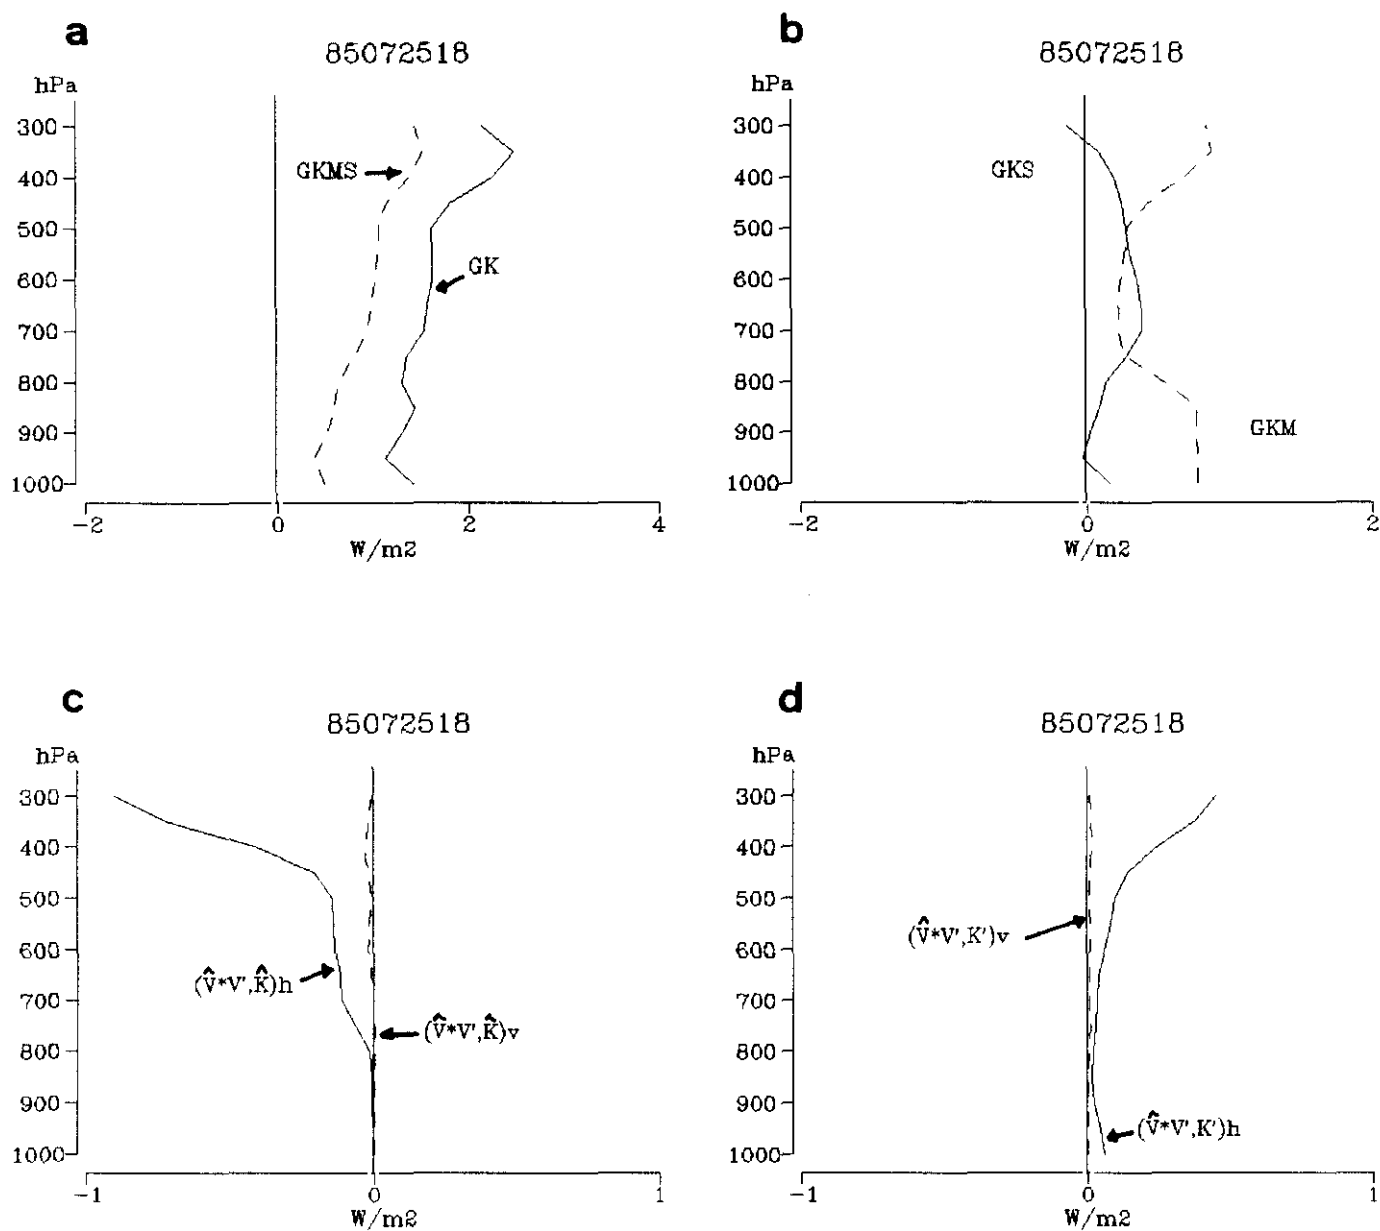 a
85072518
hPa
300
400
500
600
700
800
900
1000
GKMS
GK
-2 0 2 4
W/m2
b
85072518
hPa
300
400
500
600
700
800
900
1000
GKS
GKM
-2 0 2
W/m2
c
85072518
hPa
300
400
500
600
700
800
900
1000
(V̂*V',K̂)h
(V̂*V',K̂)v
-1 0 1
W/m2
d
85072518
hPa
300
400
500
600
700
800
900
1000
(V̂*V',K')v
(V̂*V',K')h
-1 0 1
W/m2